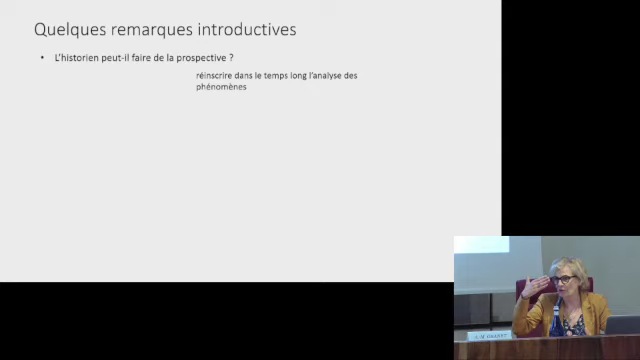 Quelques remarques introductives
• L'historien peut-il faire de la prospective ?
réinscrire dans le temps long l'analyse des
phénomènes